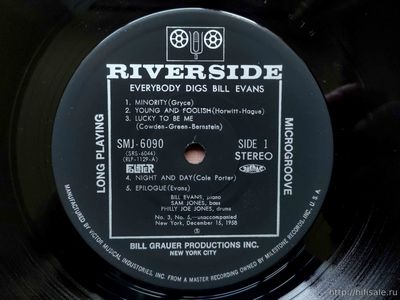 RIVERSIDE
EVERYBODY DIGS BILL EVANS
1. MINORITY (Gryce)
2. YOUNG AND FOOLISH (Horwitt-Hague)
3. LUCKY TO BE ME
(Cowden-Green-Bernstein)
SMJ-6090 SIDE 1
(SRS-6044) STEREO
(RLP-1129-A)
4. NIGHT AND DAY (Cole Porter)
5. EPILOGUE (Evans)
BILL EVANS, piano
SAM JONES, bass
PHILLY JOE JONES, drums
No. 3, No. 5,—unaccompanied
New York, December 15, 1958
LONG PLAYING
MICROGROOVE
BILL GRAUER PRODUCTIONS INC.
NEW YORK CITY
MANUFACTURED BY VICTOR MUSICAL INDUSTRIES, INC. FROM A MASTER RECORDING OWNED BY MILESTONE RECORDS, INC. U.S.A.
http://hifisale.ru